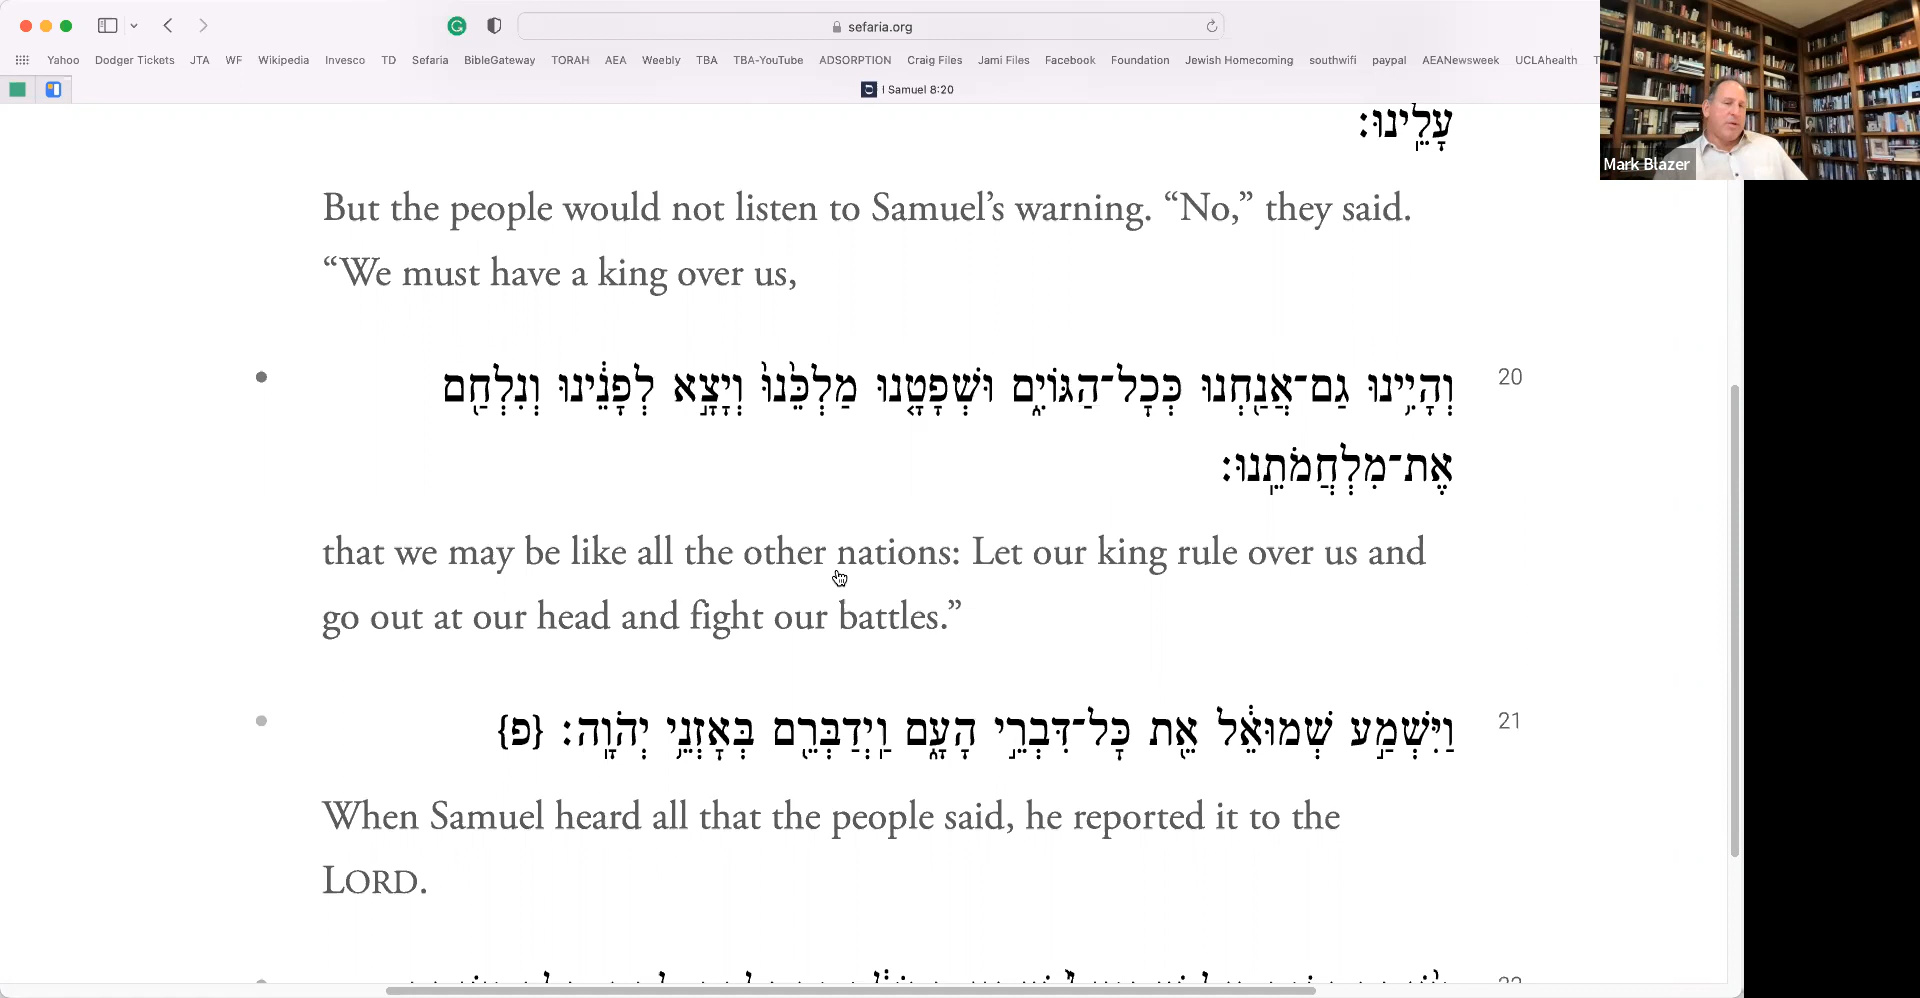 sefaria.org
Yahoo Dodger Tickets JTA WF Wikipedia Invesco TD Sefaria BibleGateway TORAH AEA Weebly TBA TBA-YouTube ADSORPTION Craig Files Jami Files Facebook Foundation Jewish Homecoming southwifi paypal AEANewsweek UCLAhealth
I Samuel 8:20
Mark Blazer
עָלֵֽינוּ׃
But the people would not listen to Samuel’s warning. “No,” they said.
“We must have a king over us,
20
וְהָיִ֥ינוּ גַם־אֲנַ֖חְנוּ כְּכׇל־הַגּוֹיִ֑ם וּשְׁפָטָ֤נוּ מַלְכֵּ֙נוּ֙ וְיָצָ֣א לְפָנֵ֔ינוּ וְנִלְחַ֖ם
אֶת־מִלְחֲמֹתֵֽנוּ׃
that we may be like all the other nations: Let our king rule over us and
go out at our head and fight our battles.”
21
וַיִּשְׁמַ֣ע שְׁמוּאֵ֔ל אֵ֖ת כׇּל־דִּבְרֵ֣י הָעָ֑ם וַֽיְדַבְּרֵ֖ם בְּאׇזְנֵ֥י יְהֹוָֽה׃ {פ}
When Samuel heard all that the people said, he reported it to the
LORD.